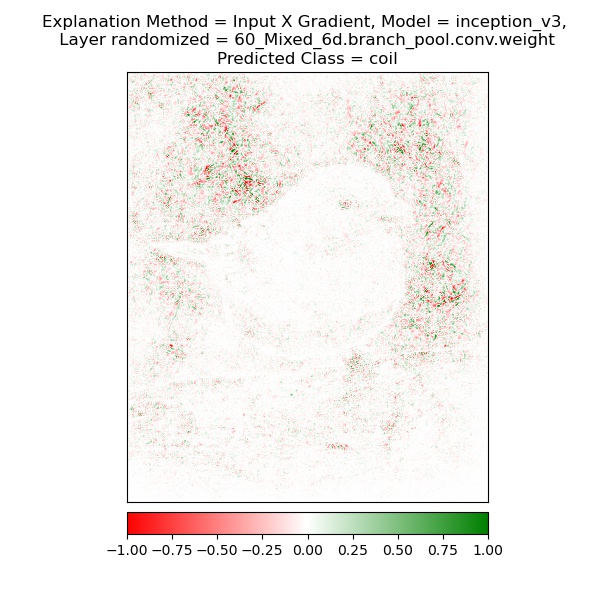 Explanation Method = Input X Gradient, Model = inception_v3,
Layer randomized = 60_Mixed_6d.branch_pool.conv.weight
Predicted Class = coil
−1.00 −0.75 −0.50 −0.25 0.00 0.25 0.50 0.75 1.00